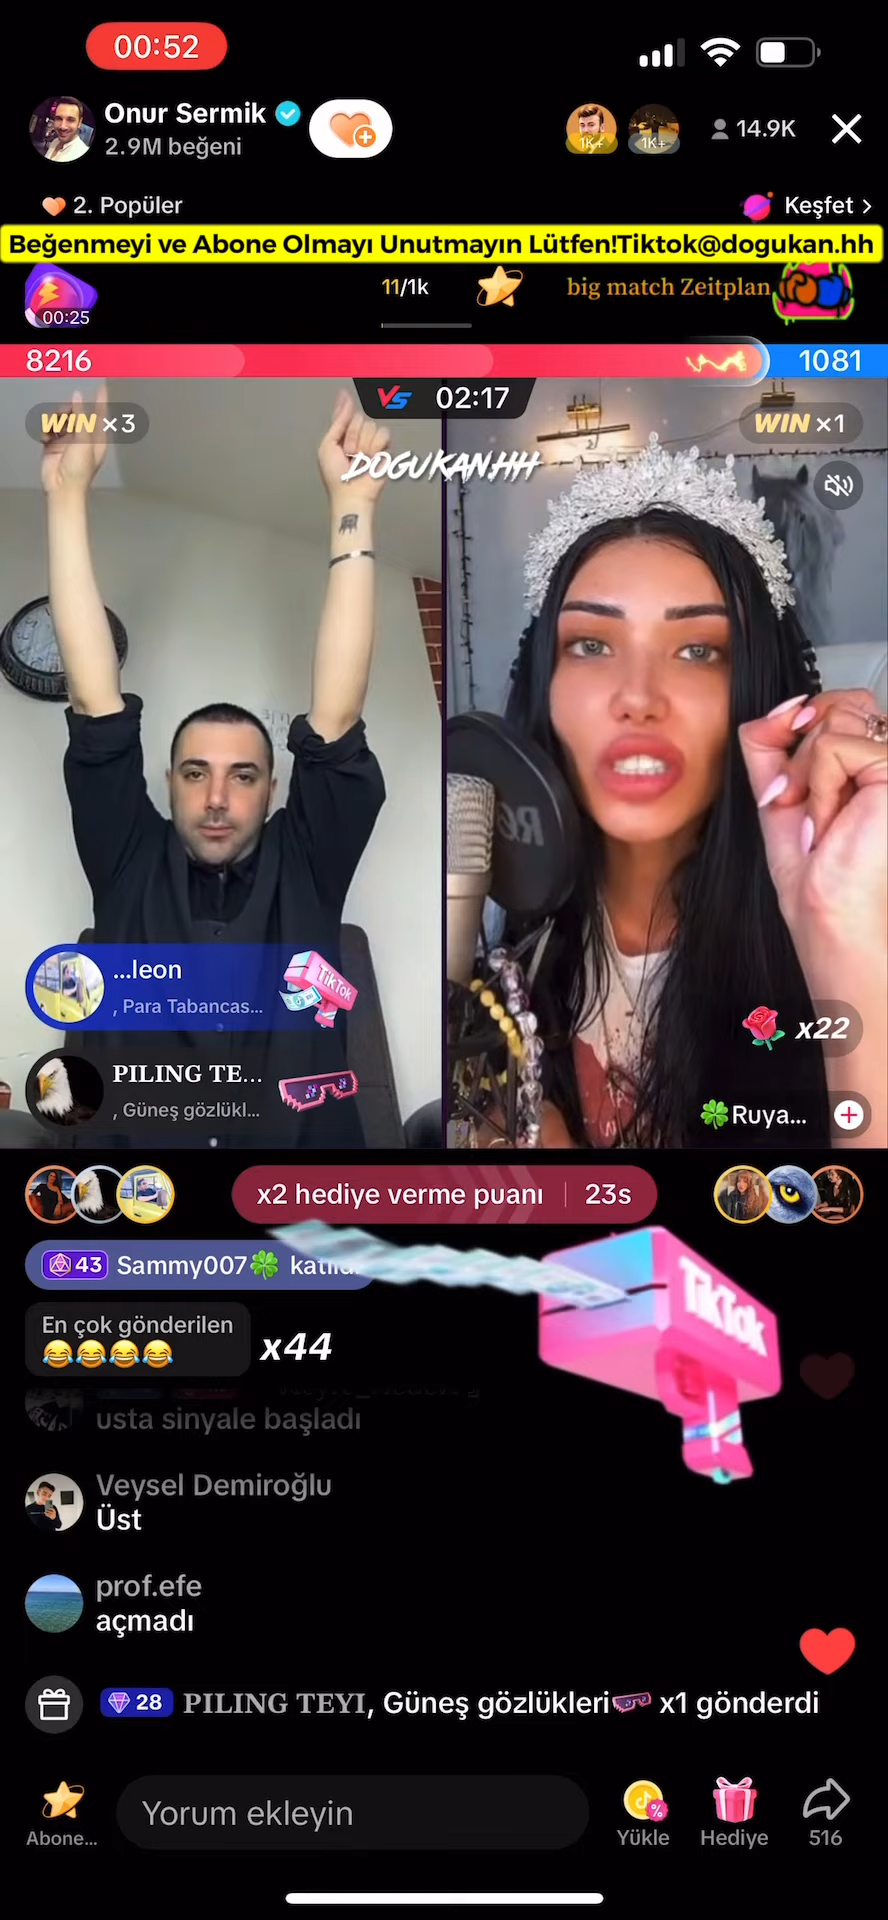 00:52
Onur Sermik
2.9M beğeni
1K+
1K+
14.9K
2. Popüler
Keşfet >
Beğenmeyi ve Abone Olmayı Unutmayın Lütfen!Tiktok@dogukan.hh
00:25
11/1k
big match Zeitplan
8216
1081
VS 02:17
WIN x3
WIN x1
DOGUKAN.HH
...leon
, Para Tabancas...
TikTok
PILING TE...
, Güneş gözlükl...
x22
Ruya...
x2 hediye verme puanı
23s
43 Sammy007
TikTok
En çok gönderilen
x44
usta sinyale başladı
Veysel Demiroğlu
Üst
prof.efe
açmadı
28 PILING TEYI, Güneş gözlükleri x1 gönderdi
Abone...
Yorum ekleyin
Yükle
Hediye
516